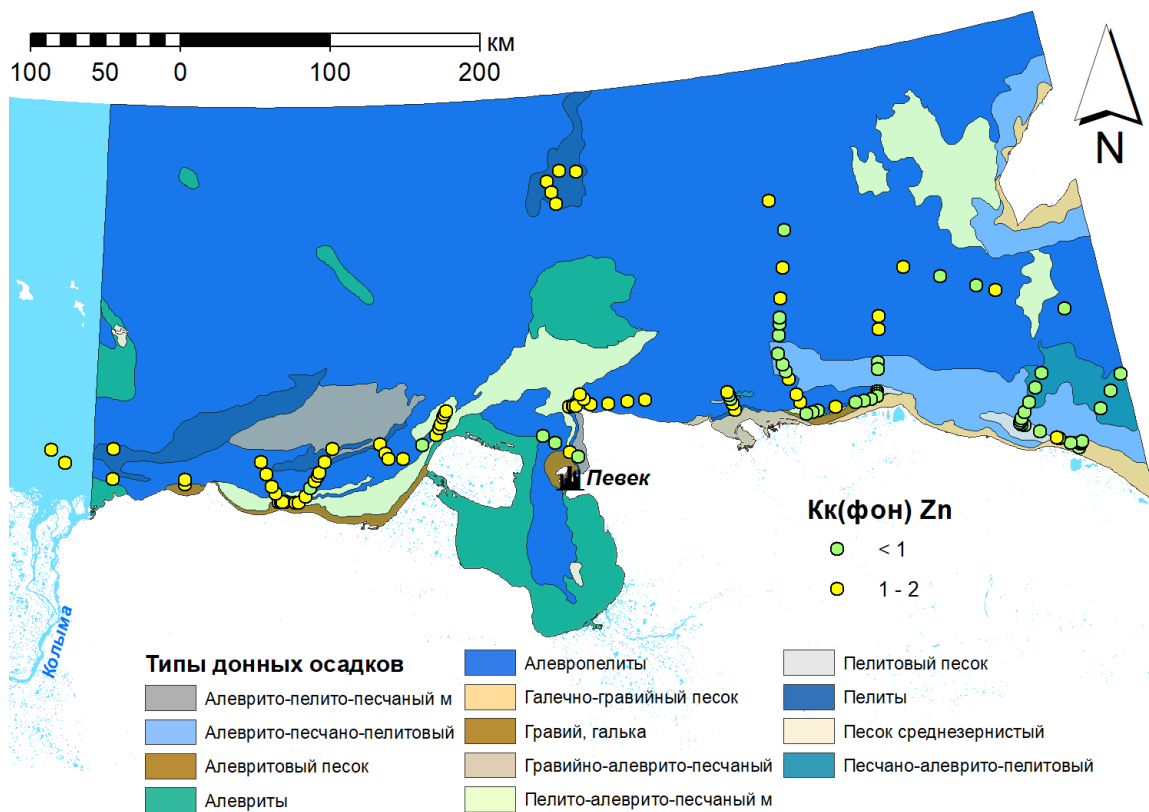 км
100 50 0 100 200
N
Певек
Кк(фон) Zn
< 1
1 - 2
Колыма
Типы донных осадков
Алеврито-пелито-песчаный м
Алеврито-песчано-пелитовый
Алевритовый песок
Алевриты
Алевропелиты
Галечно-гравийный песок
Гравий, галька
Гравийно-алеврито-песчаный
Пелито-алеврито-песчаный м
Пелитовый песок
Пелиты
Песок среднезернистый
Песчано-алеврито-пелитовый